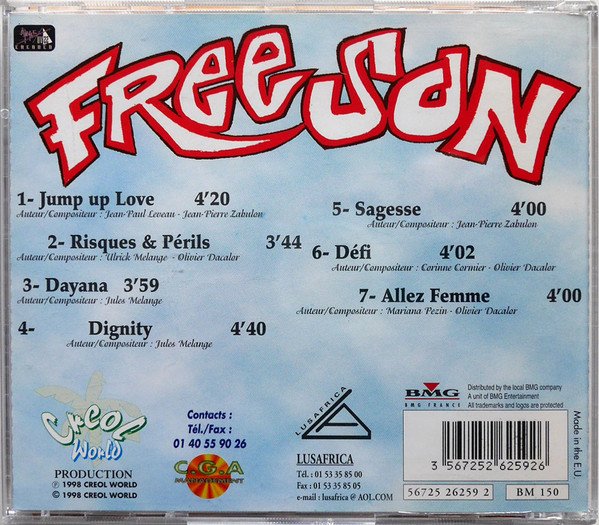 FREESON
1- Jump up Love 4'20
Auteur/Compositeur : Jean-Paul Leveau - Jean-Pierre Zabulon
2- Risques & Périls 3'44
Auteur/Compositeur : Ulrick Melange - Olivier Dacalor
3- Dayana 3'59
Auteur/Compositeur : Jules Melange
4- Dignity 4'40
Auteur/Compositeur : Jules Melange
5- Sagesse 4'00
Auteur/Compositeur : Jean-Pierre Zabulon
6- Défi 4'02
Auteur/Compositeur : Corinne Cormier - Olivier Dacalor
7- Allez Femme 4'00
Auteur/Compositeur : Mariana Pezin - Olivier Dacalor
Creol
World
PRODUCTION
℗ 1998 CREOL WORLD
© 1998 CREOL WORLD
Contacts :
Tél./Fax :
01 40 55 90 26
C.G.A
MANAGEMENT
LUSAFRICA
LUSAFRICA
Tél. : 01 53 35 85 00
Fax : 01 53 35 85 05
e-mail : lusafrica @ AOL.COM
BMG
BMG FRANCE
Distributed by the local BMG company
A unit of BMG Entertainment
All trademarks and logos are protected
3 567252 625926
56725 26259 2
BM 150
Made in the E.U.